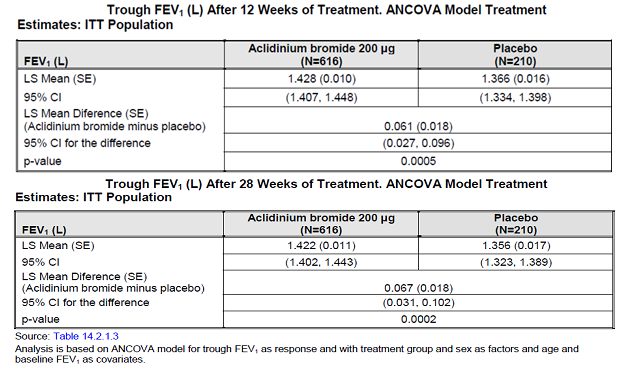 Trough FEV₁ (L) After 12 Weeks of Treatment. ANCOVA Model Treatment
Estimates: ITT Population
FEV₁ (L) Aclidinium bromide 200 µg (N=616) Placebo (N=210)
LS Mean (SE) 1.428 (0.010) 1.366 (0.016)
95% CI (1.407, 1.448) (1.334, 1.398)
LS Mean Diference (SE)
(Aclidinium bromide minus placebo) 0.061 (0.018)
95% CI for the difference (0.027, 0.096)
p-value 0.0005
Trough FEV₁ (L) After 28 Weeks of Treatment. ANCOVA Model Treatment
Estimates: ITT Population
FEV₁ (L) Aclidinium bromide 200 µg (N=616) Placebo (N=210)
LS Mean (SE) 1.422 (0.011) 1.356 (0.017)
95% CI (1.402, 1.443) (1.323, 1.389)
LS Mean Diference (SE)
(Aclidinium bromide minus placebo) 0.067 (0.018)
95% CI for the difference (0.031, 0.102)
p-value 0.0002
Source: Table 14.2.1.3
Analysis is based on ANCOVA model for trough FEV₁ as response and with treatment group and sex as factors and age and
baseline FEV₁ as covariates.